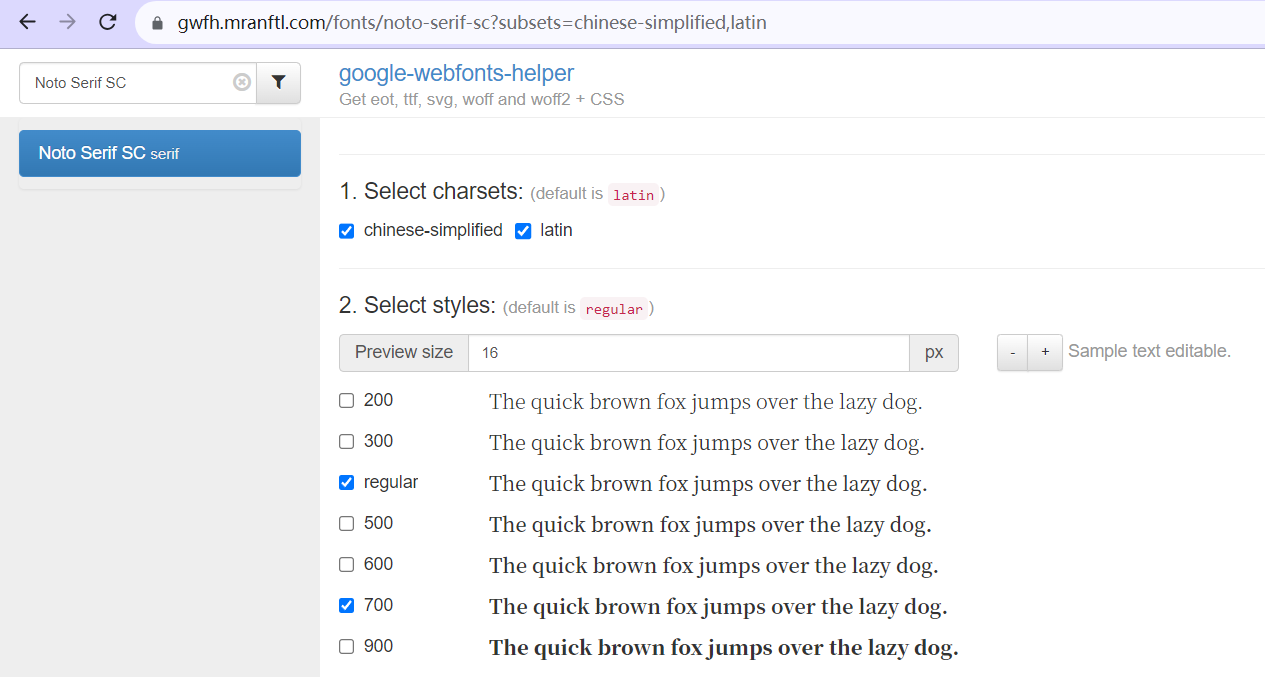 gwfh.mranftl.com/fonts/noto-serif-sc?subsets=chinese-simplified,latin
Noto Serif SC
google-webfonts-helper
Get eot, ttf, svg, woff and woff2 + CSS
Noto Serif SC serif
1. Select charsets: (default is latin)
chinese-simplified latin
2. Select styles: (default is regular)
Preview size 16 px - + Sample text editable.
200 The quick brown fox jumps over the lazy dog.
300 The quick brown fox jumps over the lazy dog.
regular The quick brown fox jumps over the lazy dog.
500 The quick brown fox jumps over the lazy dog.
600 The quick brown fox jumps over the lazy dog.
700 The quick brown fox jumps over the lazy dog.
900 The quick brown fox jumps over the lazy dog.